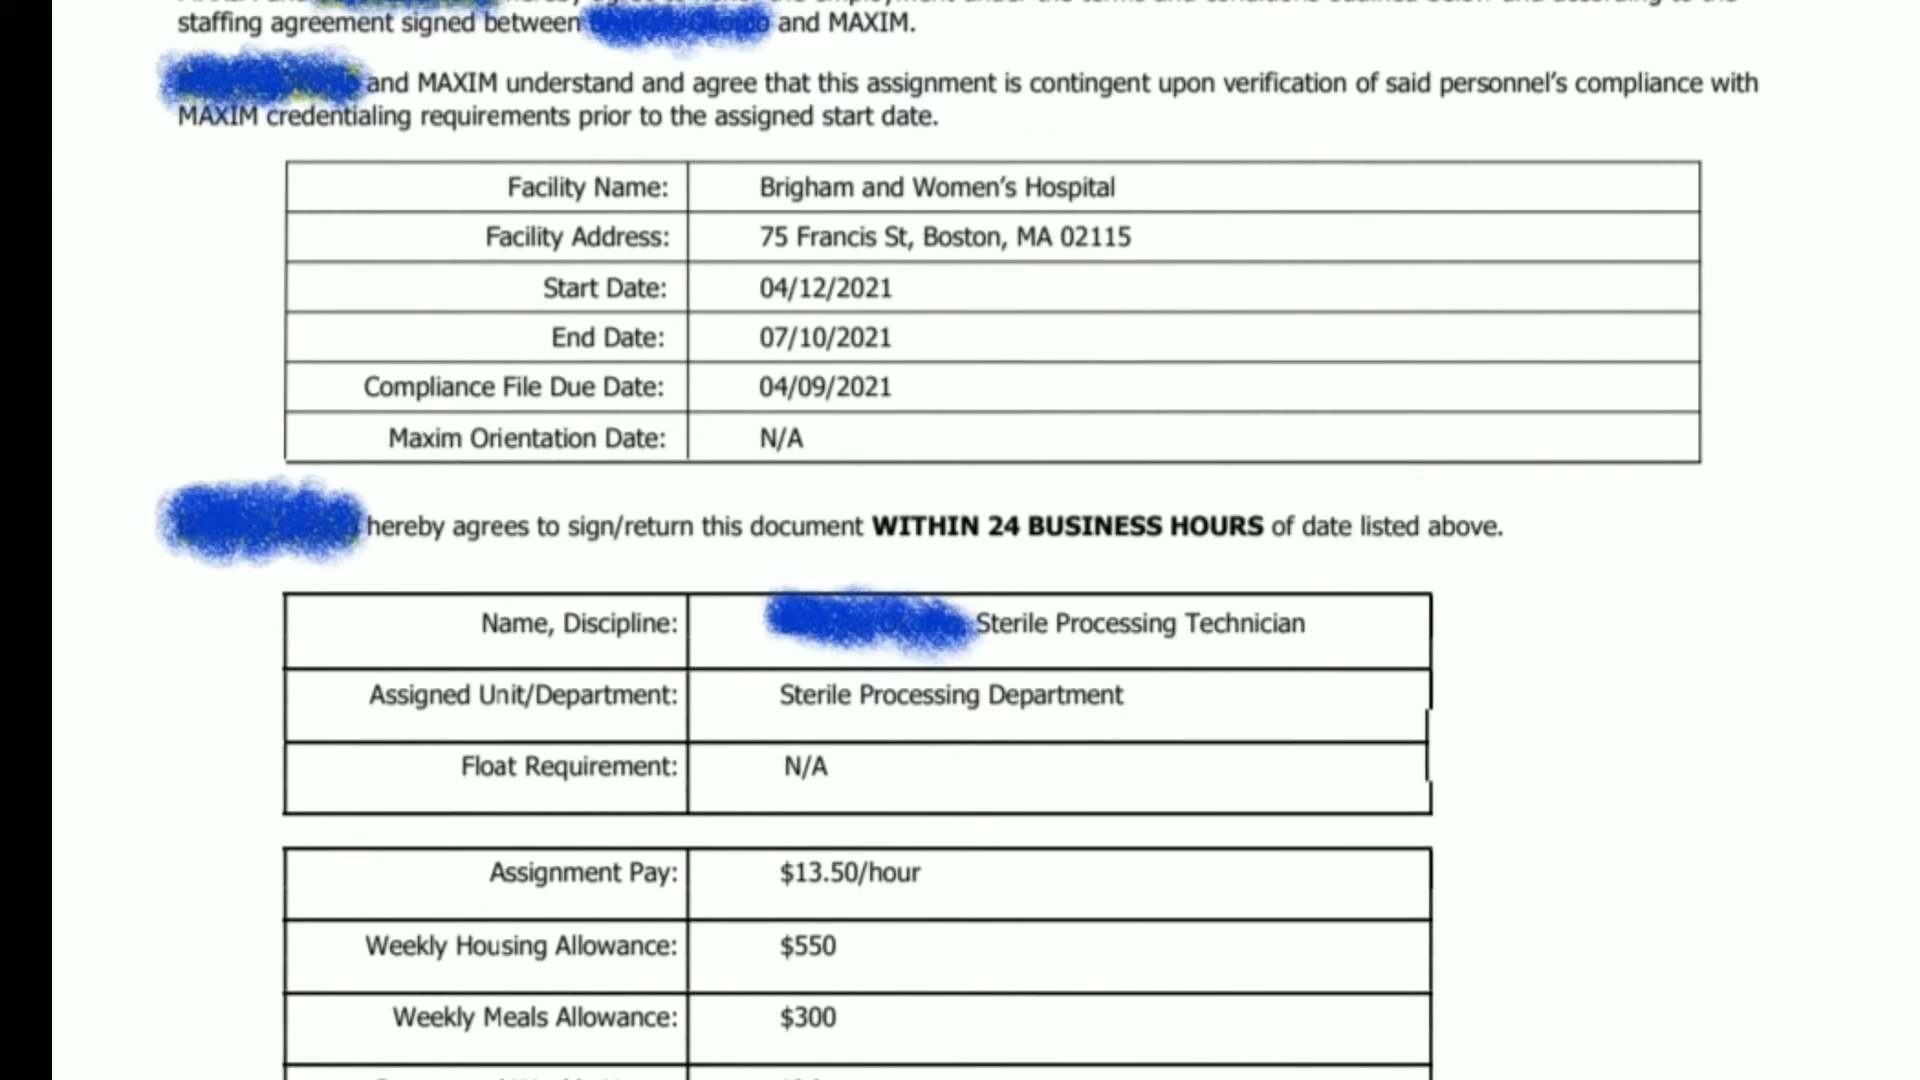 staffing agreement signed between and MAXIM.
and MAXIM understand and agree that this assignment is contingent upon verification of said personnel's compliance with
MAXIM credentialing requirements prior to the assigned start date.
Facility Name: Brigham and Women's Hospital
Facility Address: 75 Francis St, Boston, MA 02115
Start Date: 04/12/2021
End Date: 07/10/2021
Compliance File Due Date: 04/09/2021
Maxim Orientation Date: N/A
hereby agrees to sign/return this document WITHIN 24 BUSINESS HOURS of date listed above.
Name, Discipline: Sterile Processing Technician
Assigned Unit/Department: Sterile Processing Department
Float Requirement: N/A
Assignment Pay: $13.50/hour
Weekly Housing Allowance: $550
Weekly Meals Allowance: $300